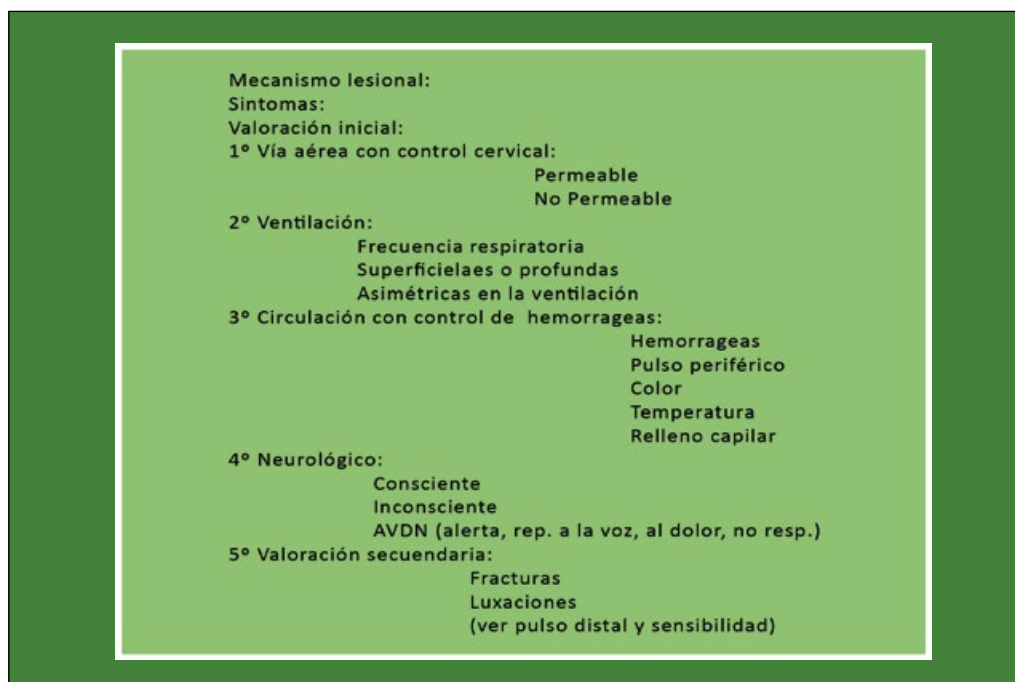 Mecanismo lesional:
Sintomas:
Valoración inicial:
1º Vía aérea con control cervical:
Permeable
No Permeable
2º Ventilación:
Frecuencia respiratoria
Superficielaes o profundas
Asimétricas en la ventilación
3º Circulación con control de hemorrageas:
Hemorrageas
Pulso periférico
Color
Temperatura
Relleno capilar
4º Neurológico:
Consciente
Inconsciente
AVDN (alerta, rep. a la voz, al dolor, no resp.)
5º Valoración secuendaria:
Fracturas
Luxaciones
(ver pulso distal y sensibilidad)